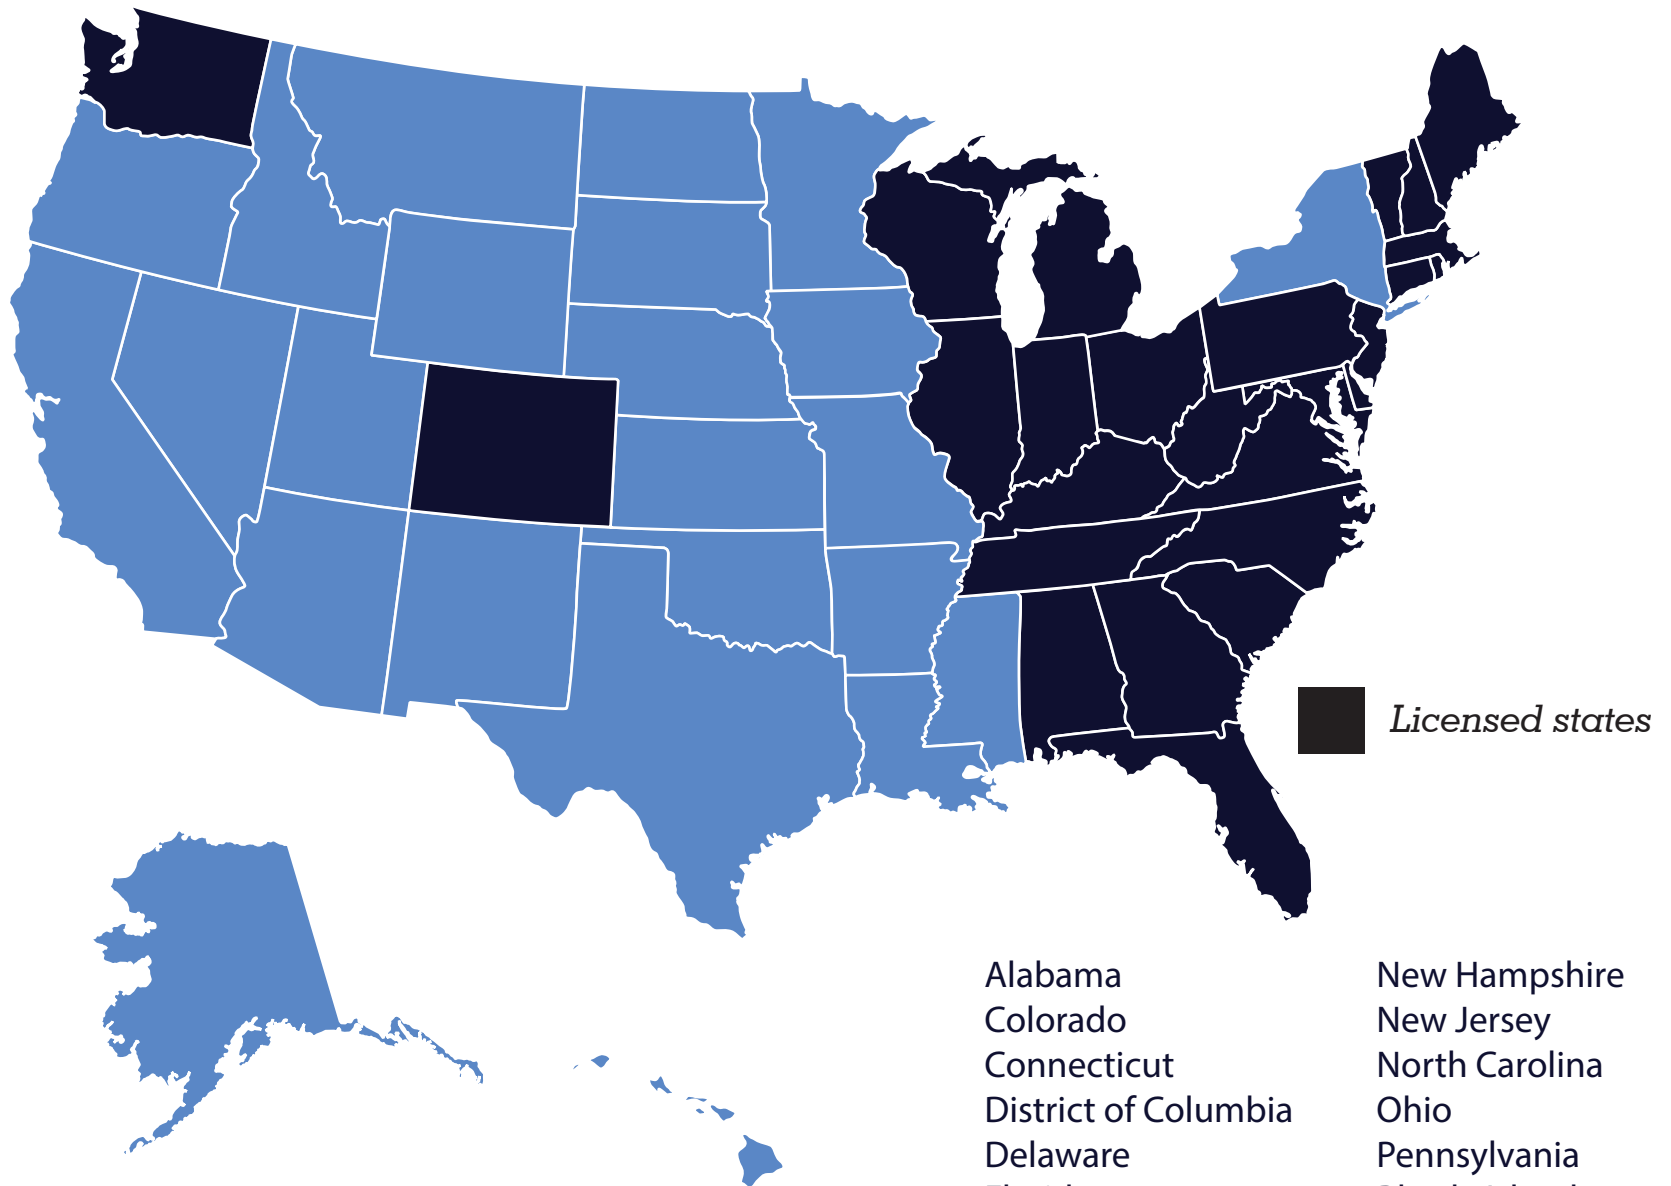 Licensed states
Alabama
Colorado
Connecticut
District of Columbia
Delaware
New Hampshire
New Jersey
North Carolina
Ohio
Pennsylvania